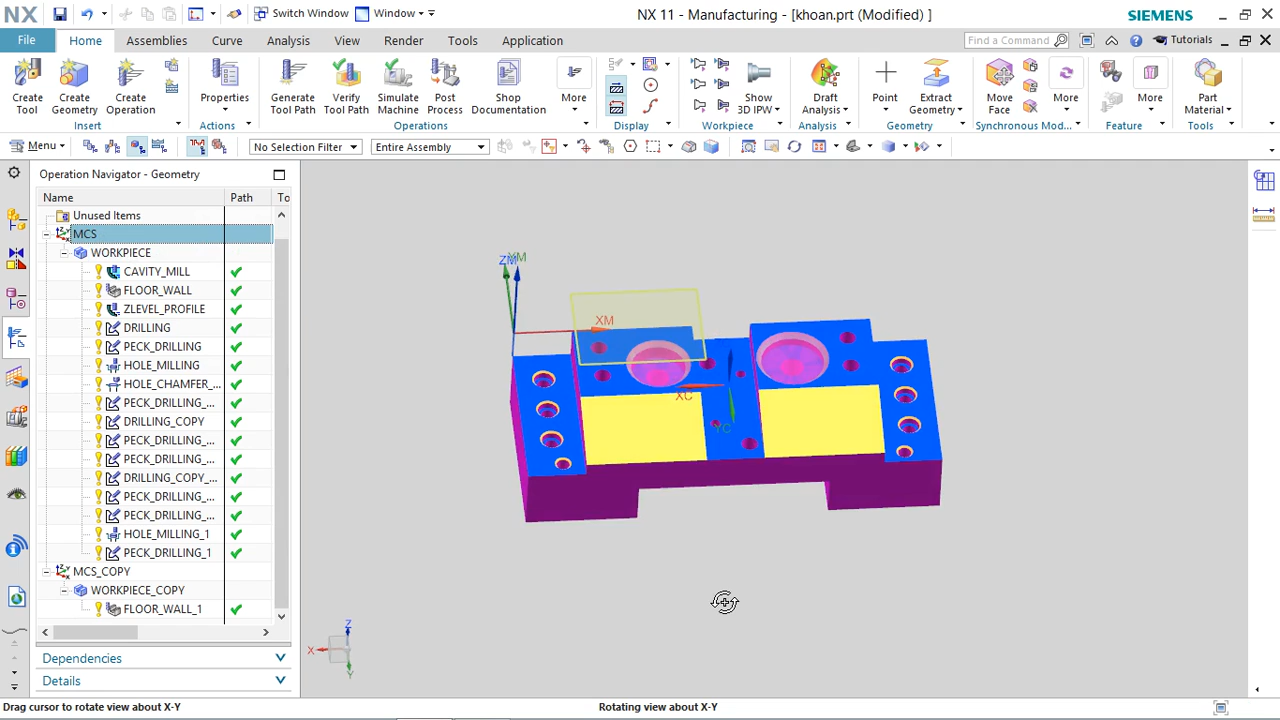 NX
Switch Window
Window
NX 11 - Manufacturing - [khoan.prt (Modified) ]
SIEMENS
File
Home
Assemblies
Curve
Analysis
View
Render
Tools
Application
Find a Command
Tutorials
Create Tool
Create Geometry
Create Operation
Properties
Generate Tool Path
Verify Tool Path
Simulate Machine
Post Process
Shop Documentation
More
Show 3D IPW
Draft Analysis
Point
Extract Geometry
Move Face
More
More
Part Material
Insert
Actions
Operations
Display
Workpiece
Analysis
Geometry
Synchronous Mod...
Feature
Tools
Menu
No Selection Filter
Entire Assembly
Operation Navigator - Geometry
Name
Path
To
Unused Items
MCS
WORKPIECE
CAVITY_MILL
FLOOR_WALL
ZLEVEL_PROFILE
DRILLING
PECK_DRILLING
HOLE_MILLING
HOLE_CHAMFER_...
PECK_DRILLING_...
DRILLING_COPY
PECK_DRILLING_...
PECK_DRILLING_...
DRILLING_COPY_...
PECK_DRILLING_...
PECK_DRILLING_...
HOLE_MILLING_1
PECK_DRILLING_1
MCS_COPY
WORKPIECE_COPY
FLOOR_WALL_1
Dependencies
Details
XM
XC
YC
Z
X
Y
Drag cursor to rotate view about X-Y
Rotating view about X-Y